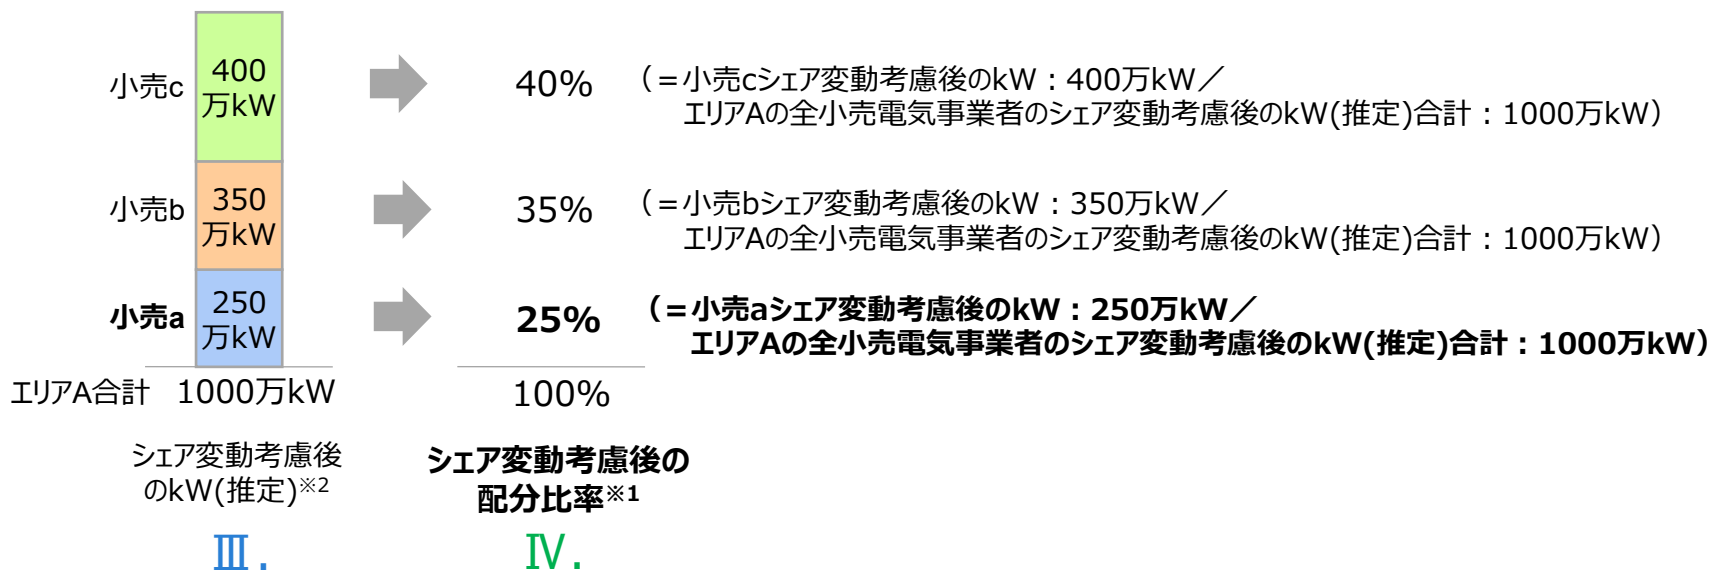 小売c
400
万kW
40%
（＝小売cシェア変動考慮後のkW：400万kW／
エリアAの全小売電気事業者のシェア変動考慮後のkW(推定)合計：1000万kW）
小売b
350
万kW
35%
（＝小売bシェア変動考慮後のkW：350万kW／
エリアAの全小売電気事業者のシェア変動考慮後のkW(推定)合計：1000万kW）
小売a
250
万kW
25%
（＝小売aシェア変動考慮後のkW：250万kW／
エリアAの全小売電気事業者のシェア変動考慮後のkW(推定)合計：1000万kW）
エリアA合計 1000万kW
100%
シェア変動考慮後
のkW(推定)※2
シェア変動考慮後の
配分比率※1
Ⅲ.
Ⅳ.